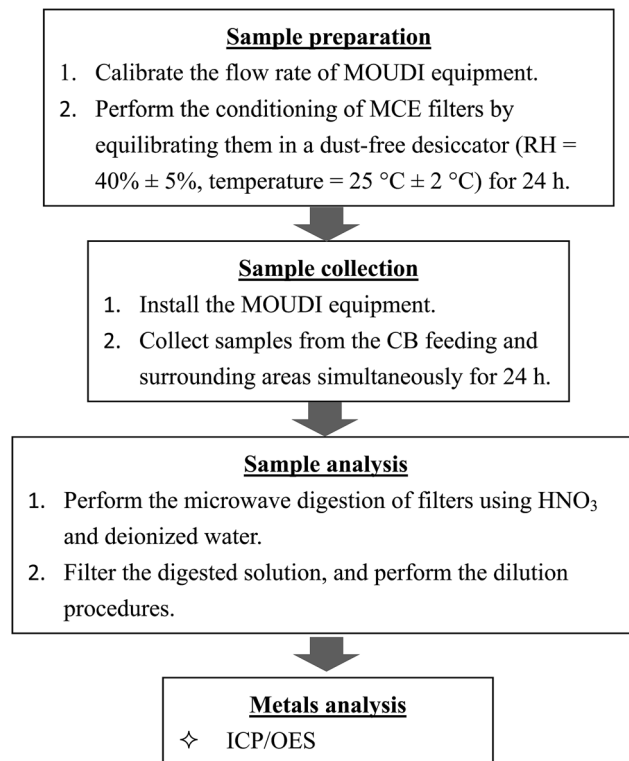 Sample preparation
1. Calibrate the flow rate of MOUDI equipment.
2. Perform the conditioning of MCE filters by
equilibrating them in a dust-free desiccator (RH =
40% ± 5%, temperature = 25 °C ± 2 °C) for 24 h.
Sample collection
1. Install the MOUDI equipment.
2. Collect samples from the CB feeding and
surrounding areas simultaneously for 24 h.
Sample analysis
1. Perform the microwave digestion of filters using HNO₃
and deionized water.
2. Filter the digested solution, and perform the dilution
procedures.
Metals analysis
✧ ICP/OES